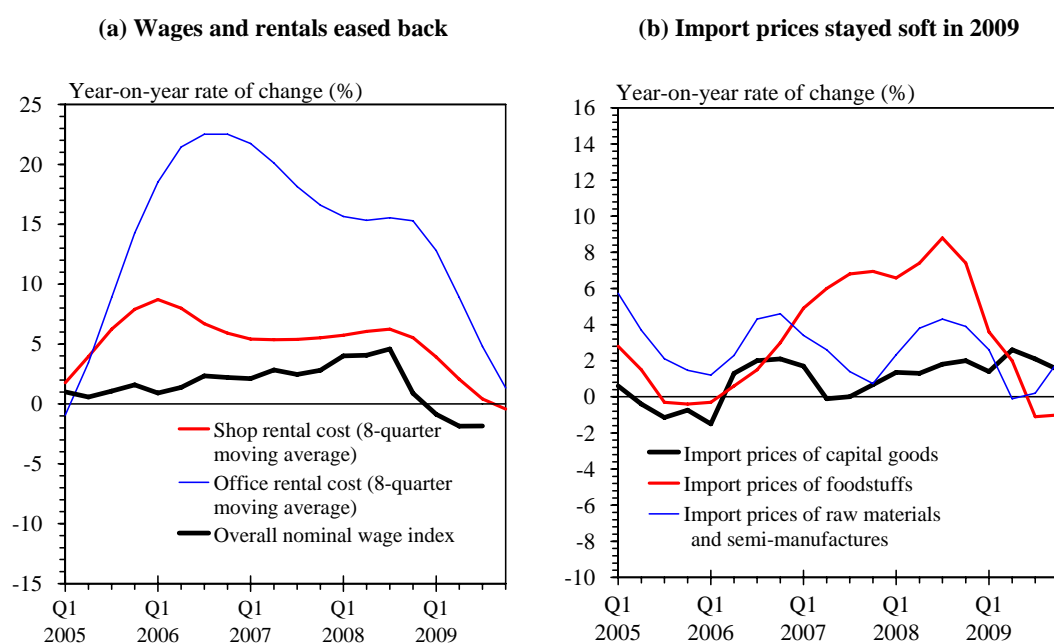 (a) Wages and rentals eased back
Year-on-year rate of change (%)
25
20
15
10
5
0
-5
-10
-15
Shop rental cost (8-quarter
moving average)
Office rental cost (8-quarter
moving average)
Overall nominal wage index
Q1 Q1 Q1 Q1 Q1
2005 2006 2007 2008 2009
(b) Import prices stayed soft in 2009
Year-on-year rate of change (%)
16
14
12
10
8
6
4
2
0
-2
-4
-6
-8
-10
Import prices of capital goods
Import prices of foodstuffs
Import prices of raw materials
and semi-manufactures
Q1 Q1 Q1 Q1 Q1
2005 2006 2007 2008 2009